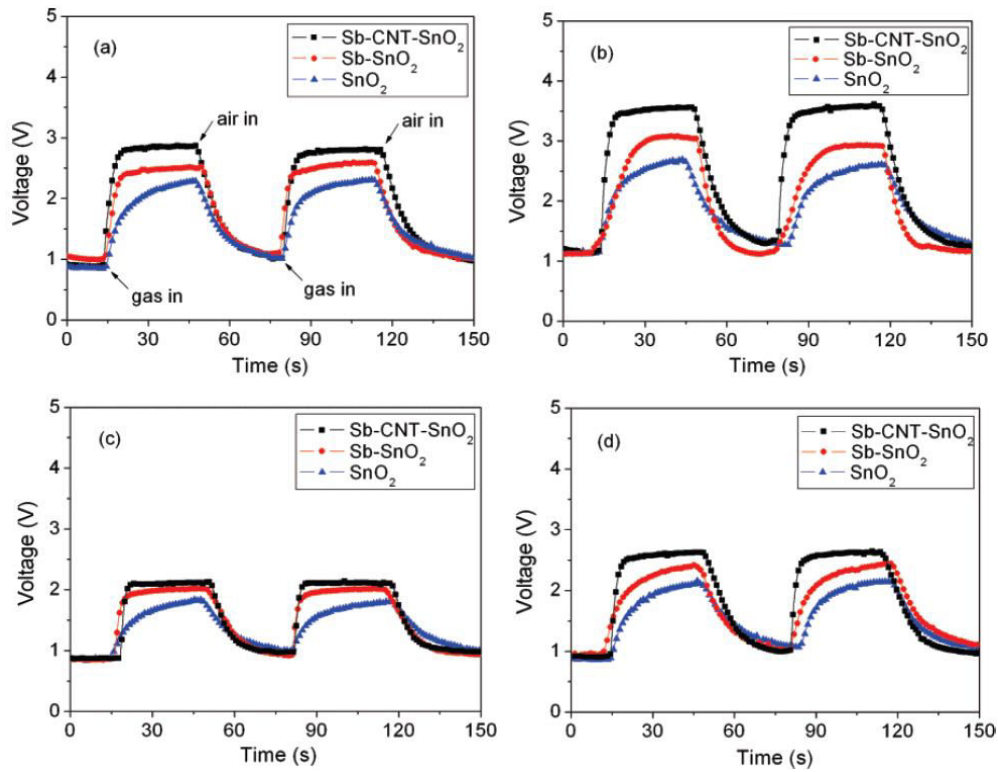 (a)
Sb-CNT-SnO₂
Sb-SnO₂
SnO₂
air in
air in
gas in
gas in
Voltage (V)
5
4
3
2
1
0
0 30 60 90 120 150
Time (s)
(b)
Sb-CNT-SnO₂
Sb-SnO₂
SnO₂
Voltage (V)
5
4
3
2
1
0
0 30 60 90 120 150
Time (s)
(c)
Sb-CNT-SnO₂
Sb-SnO₂
SnO₂
Voltage (V)
5
4
3
2
1
0
0 30 60 90 120 150
Time (s)
(d)
Sb-CNT-SnO₂
Sb-SnO₂
SnO₂
Voltage (V)
5
4
3
2
1
0
0 30 60 90 120 150
Time (s)